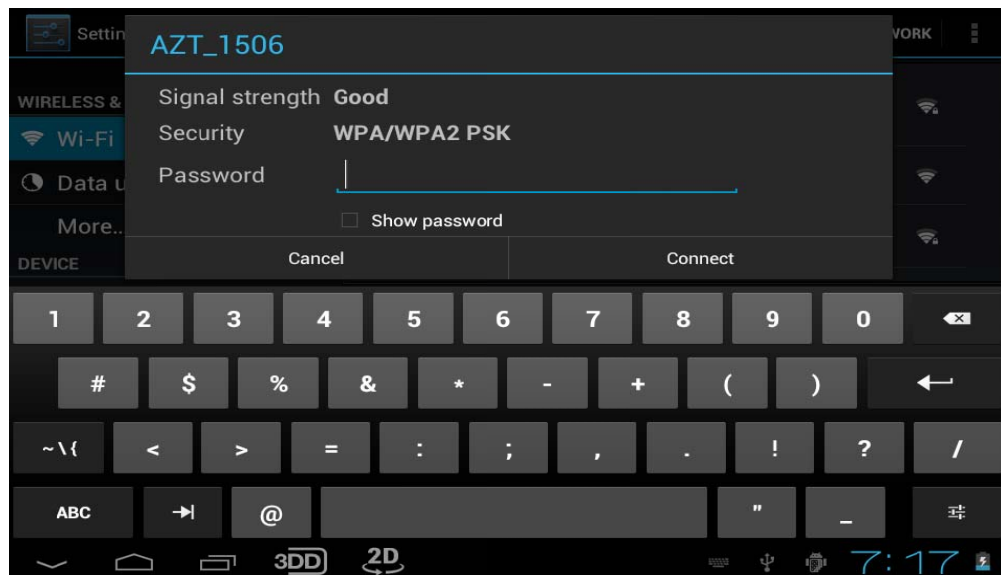 Settin
VORK
AZT_1506
Signal strength Good
WIRELESS &
Security WPA/WPA2 PSK
Wi-Fi
Password
Data u
Show password
More..
Cancel Connect
DEVICE
1 2 3 4 5 6 7 8 9 0
# $ % & * - + ( )
~\{ < > = : ; , . ! ? /
ABC @ " _
3DD 2D 7:17